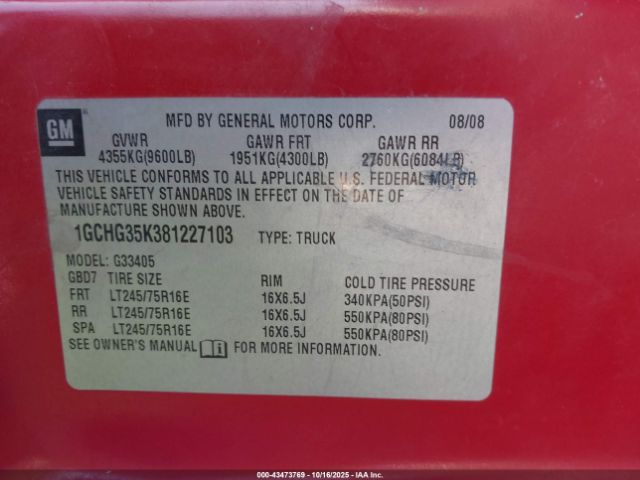 GM
MFD BY GENERAL MOTORS CORP. 08/08
GVWR GAWR FRT GAWR RR
4355KG(9600LB) 1951KG(4300LB) 2760KG(6084LB)
THIS VEHICLE CONFORMS TO ALL APPLICABLE U.S. FEDERAL MOTOR
VEHICLE SAFETY STANDARDS IN EFFECT ON THE DATE OF
MANUFACTURE SHOWN ABOVE.
1GCHG35K381227103 TYPE: TRUCK
MODEL: G33405
GBD7 TIRE SIZE RIM COLD TIRE PRESSURE
FRT LT245/75R16E 16X6.5J 340KPA(50PSI)
RR LT245/75R16E 16X6.5J 550KPA(80PSI)
SPA LT245/75R16E 16X6.5J 550KPA(80PSI)
SEE OWNER'S MANUAL FOR MORE INFORMATION.
000-43473769 - 10/16/2025 - IAA, Inc.